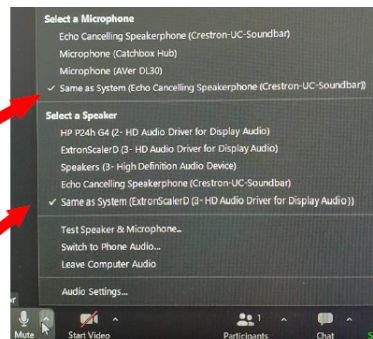 Select a Microphone
Echo Cancelling Speakerphone (Crestron-UC-Soundbar)
Microphone (Catchbox Hub)
Microphone (AVer DL30)
✓ Same as System (Echo Cancelling Speakerphone (Crestron-UC-Soundbar))
Select a Speaker
HP P24h G4 (2- HD Audio Driver for Display Audio)
ExtronScalerD (3- HD Audio Driver for Display Audio)
Speakers (3- High Definition Audio Device)
Echo Cancelling Speakerphone (Crestron-UC-Soundbar)
✓ Same as System (ExtronScalerD (3- HD Audio Driver for Display Audio))
Test Speaker & Microphone...
Switch to Phone Audio...
Leave Computer Audio
Audio Settings...
1
Mute Start Video Participants Chat